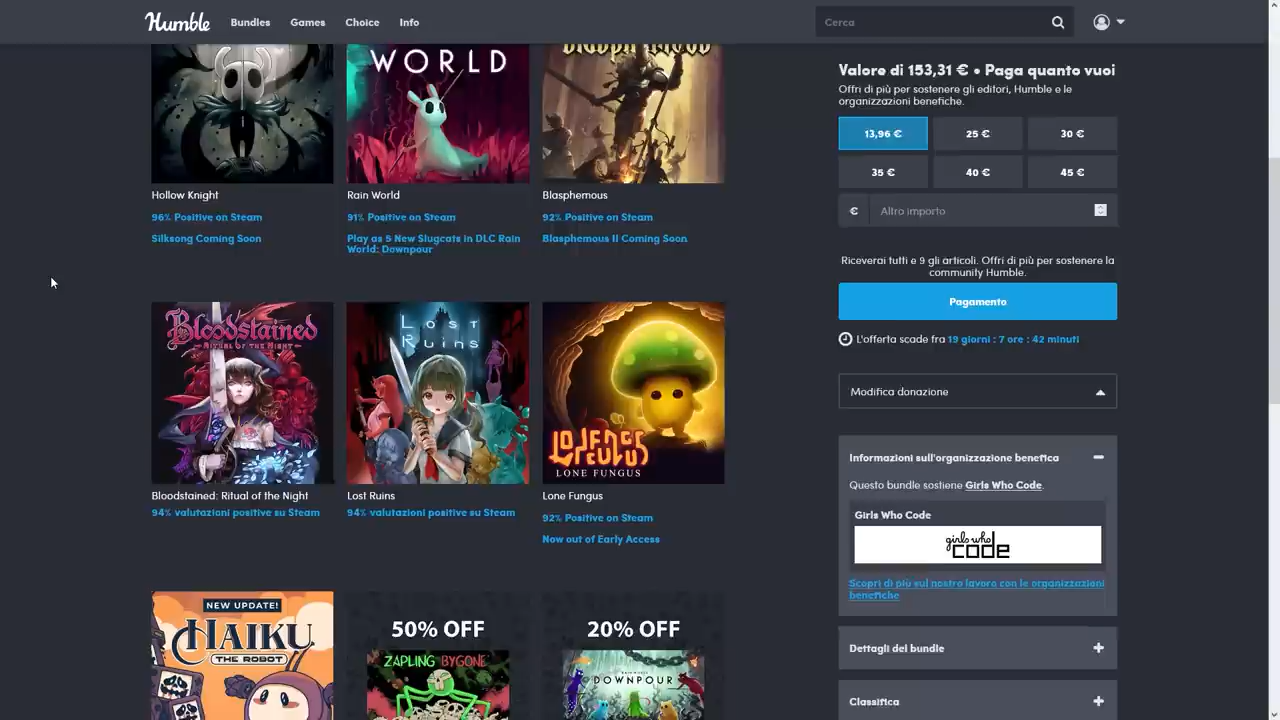 Humble
Bundles
Games
Choice
Info
Cerca
WORLD
Hollow Knight
96% Positive on Steam
Silksong Coming Soon
Rain World
91% Positive on Steam
Play as 5 New Slugcats in DLC Rain
World: Downpour
Blasphemous
92% Positive on Steam
Blasphemous II Coming Soon
Bloodstained
RITUAL OF THE NIGHT
LOST
RUINS
LONE FUNGUS
Bloodstained: Ritual of the Night
94% valutazioni positive su Steam
Lost Ruins
94% valutazioni positive su Steam
Lone Fungus
92% Positive on Steam
Now out of Early Access
NEW UPDATE!
HAIKU
THE ROBOT
50% OFF
ZAPLING BYGONE
20% OFF
DOWNPOUR
Valore di 153,31 € • Paga quanto vuoi
Offri di più per sostenere gli editori, Humble e le
organizzazioni benefiche.
13,96 €
25 €
30 €
35 €
40 €
45 €
€
Altro importo
Riceverai tutti e 9 gli articoli. Offri di più per sostenere la
community Humble.
Pagamento
L'offerta scade fra 19 giorni : 7 ore : 42 minuti
Modifica donazione
Informazioni sull'organizzazione benefica
Questo bundle sostiene Girls Who Code.
Girls Who Code
girls who
code
Scopri di più sul nostro lavoro con le organizzazioni
benefiche
Dettagli del bundle
Classifica